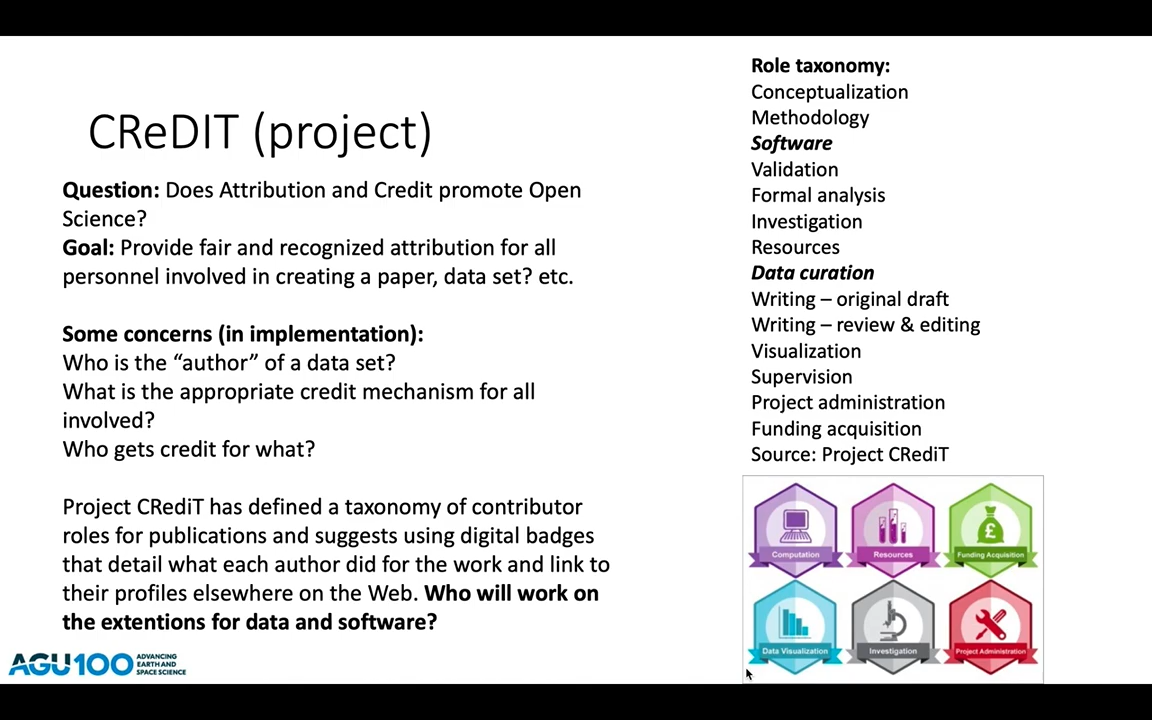 CReDIT (project)
Question: Does Attribution and Credit promote Open
Science?
Goal: Provide fair and recognized attribution for all
personnel involved in creating a paper, data set? etc.
Some concerns (in implementation):
Who is the “author” of a data set?
What is the appropriate credit mechanism for all
involved?
Who gets credit for what?
Project CRediT has defined a taxonomy of contributor
roles for publications and suggests using digital badges
that detail what each author did for the work and link to
their profiles elsewhere on the Web. Who will work on
the extentions for data and software?
AGU100 ADVANCING
EARTH AND
SPACE SCIENCE
Role taxonomy:
Conceptualization
Methodology
Software
Validation
Formal analysis
Investigation
Resources
Data curation
Writing – original draft
Writing – review & editing
Visualization
Supervision
Project administration
Funding acquisition
Source: Project CRediT
Computation
Resources
£
Funding Acquisition
Data Visualization
Investigation
Project Administration